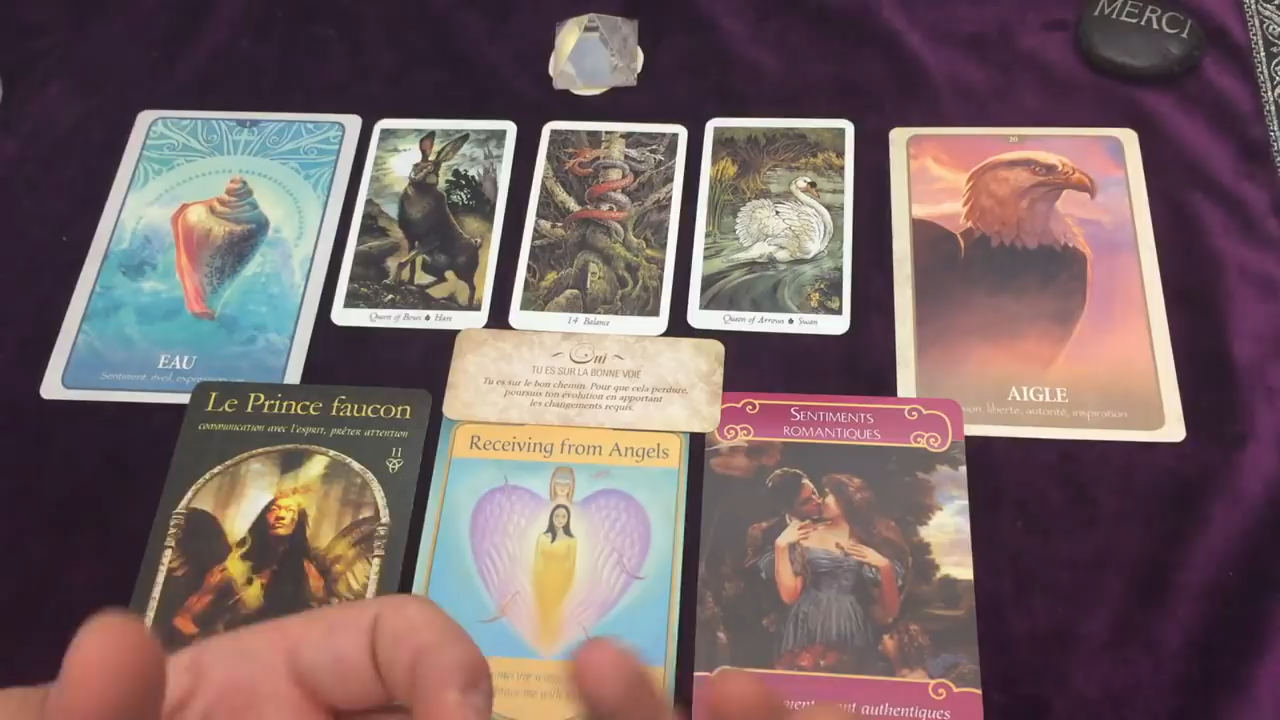 MERCI
EAU
Sentiment, éveil,
Queen of Bows Hare
14 Balance
Queen of Arrows Swan
20
AIGLE
liberté, autorité, inspiration
Oui
TU ES SUR LA BONNE VOIE
Tu es sur le bon chemin. Pour que cela perdure,
poursuis ton évolution en apportant
les changements requis.
Le Prince faucon
communication avec l'esprit, prêter attention
11
Receiving from Angels
SENTIMENTS
ROMANTIQUES
authentiques